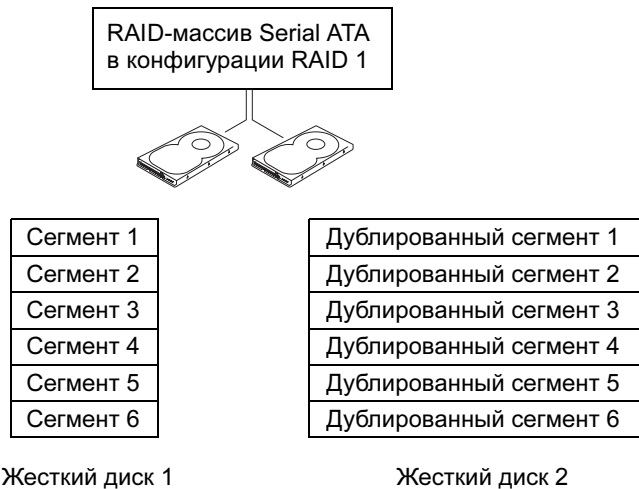 RAID-массив Serial ATA
в конфигурации RAID 1
Сегмент 1
Дублированный сегмент 1
Сегмент 2
Дублированный сегмент 2
Сегмент 3
Дублированный сегмент 3
Сегмент 4
Дублированный сегмент 4
Сегмент 5
Дублированный сегмент 5
Сегмент 6
Дублированный сегмент 6
Жесткий диск 1
Жесткий диск 2